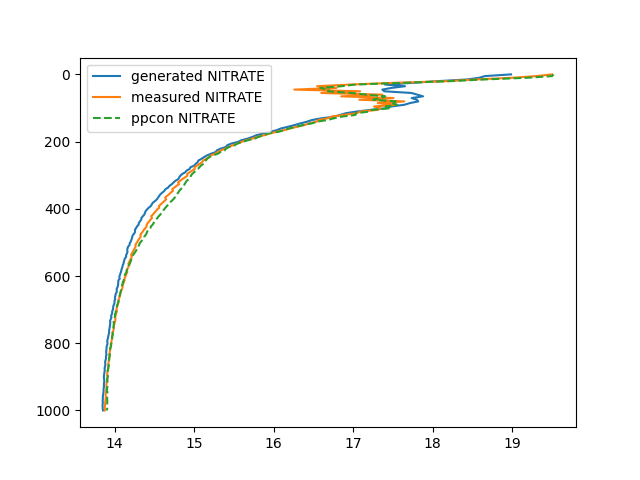 generated NITRATE
measured NITRATE
ppcon NITRATE
0
200
400
600
800
1000
14 15 16 17 18 19